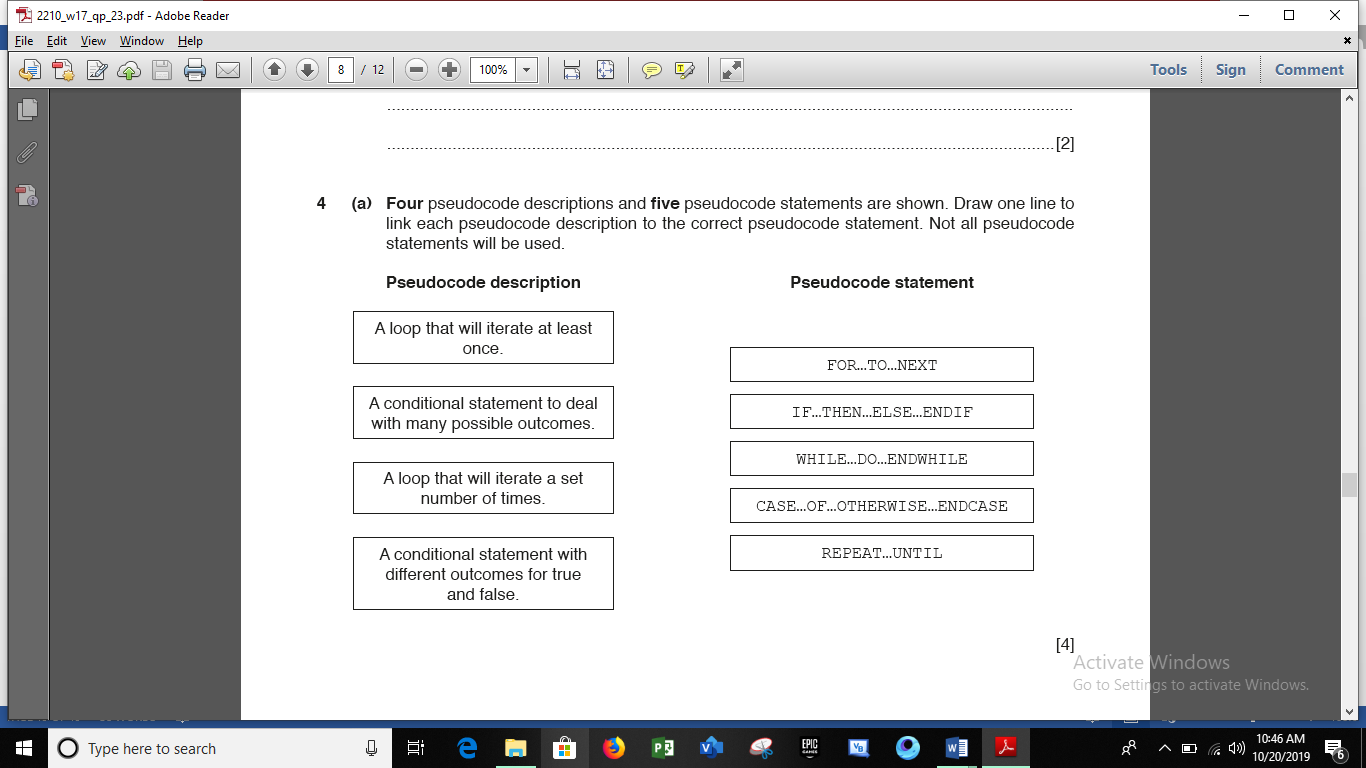 2210_w17_qp_23.pdf - Adobe Reader
File Edit View Window Help
8 / 12 100% Tools Sign Comment
........................................................................................................................................................
....................................................................................................................................................[2]
4 (a) Four pseudocode descriptions and five pseudocode statements are shown. Draw one line to
link each pseudocode description to the correct pseudocode statement. Not all pseudocode
statements will be used.
Pseudocode description Pseudocode statement
A loop that will iterate at least
once.
A conditional statement to deal
with many possible outcomes.
A loop that will iterate a set
number of times.
A conditional statement with
different outcomes for true
and false.
FOR…TO…NEXT
IF…THEN…ELSE…ENDIF
WHILE…DO…ENDWHILE
CASE…OF…OTHERWISE…ENDCASE
REPEAT…UNTIL
[4]
Activate Windows
Go to Settings to activate Windows.
Type here to search
EPIC
GAMES
10:46 AM
10/20/2019
6